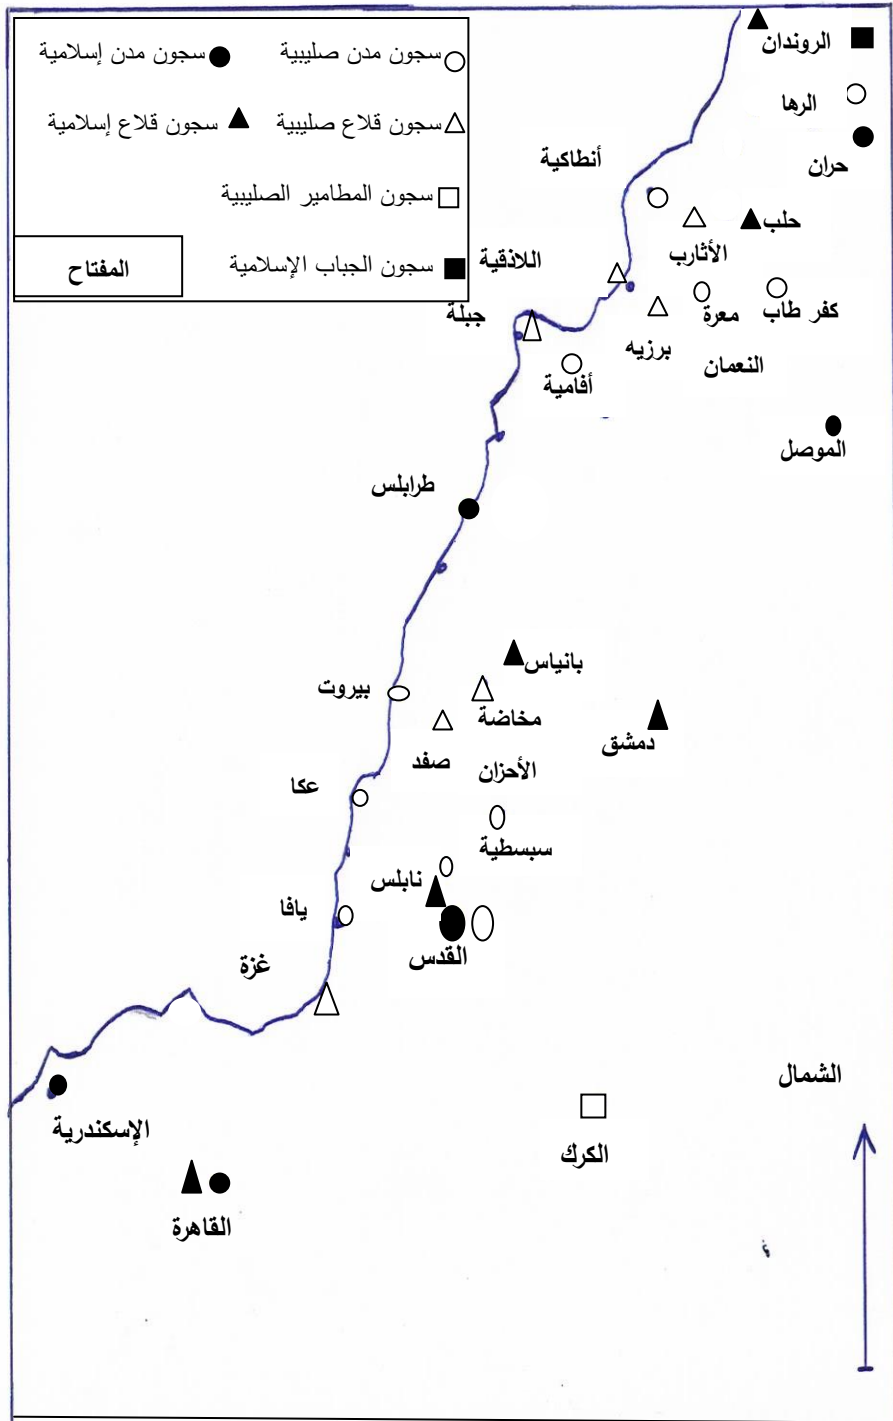 سجون مدن صليبية
سجون مدن إسلامية
سجون قلاع صليبية
سجون قلاع إسلامية
سجون المطامير الصليبية
سجون الجباب الإسلامية
المفتاح
الروندان
الرها
حران
أنطاكية
حلب
الأثارب
اللاذقية
كفر طاب
معرة
النعمان
برزيه
جبلة
أفامية
الموصل
طرابلس
بانياس
بيروت
مخاضة
الأحزان
دمشق
صفد
عكا
سبسطية
نابلس
يافا
القدس
غزة
الشمال
الإسكندرية
الكرك
القاهرة